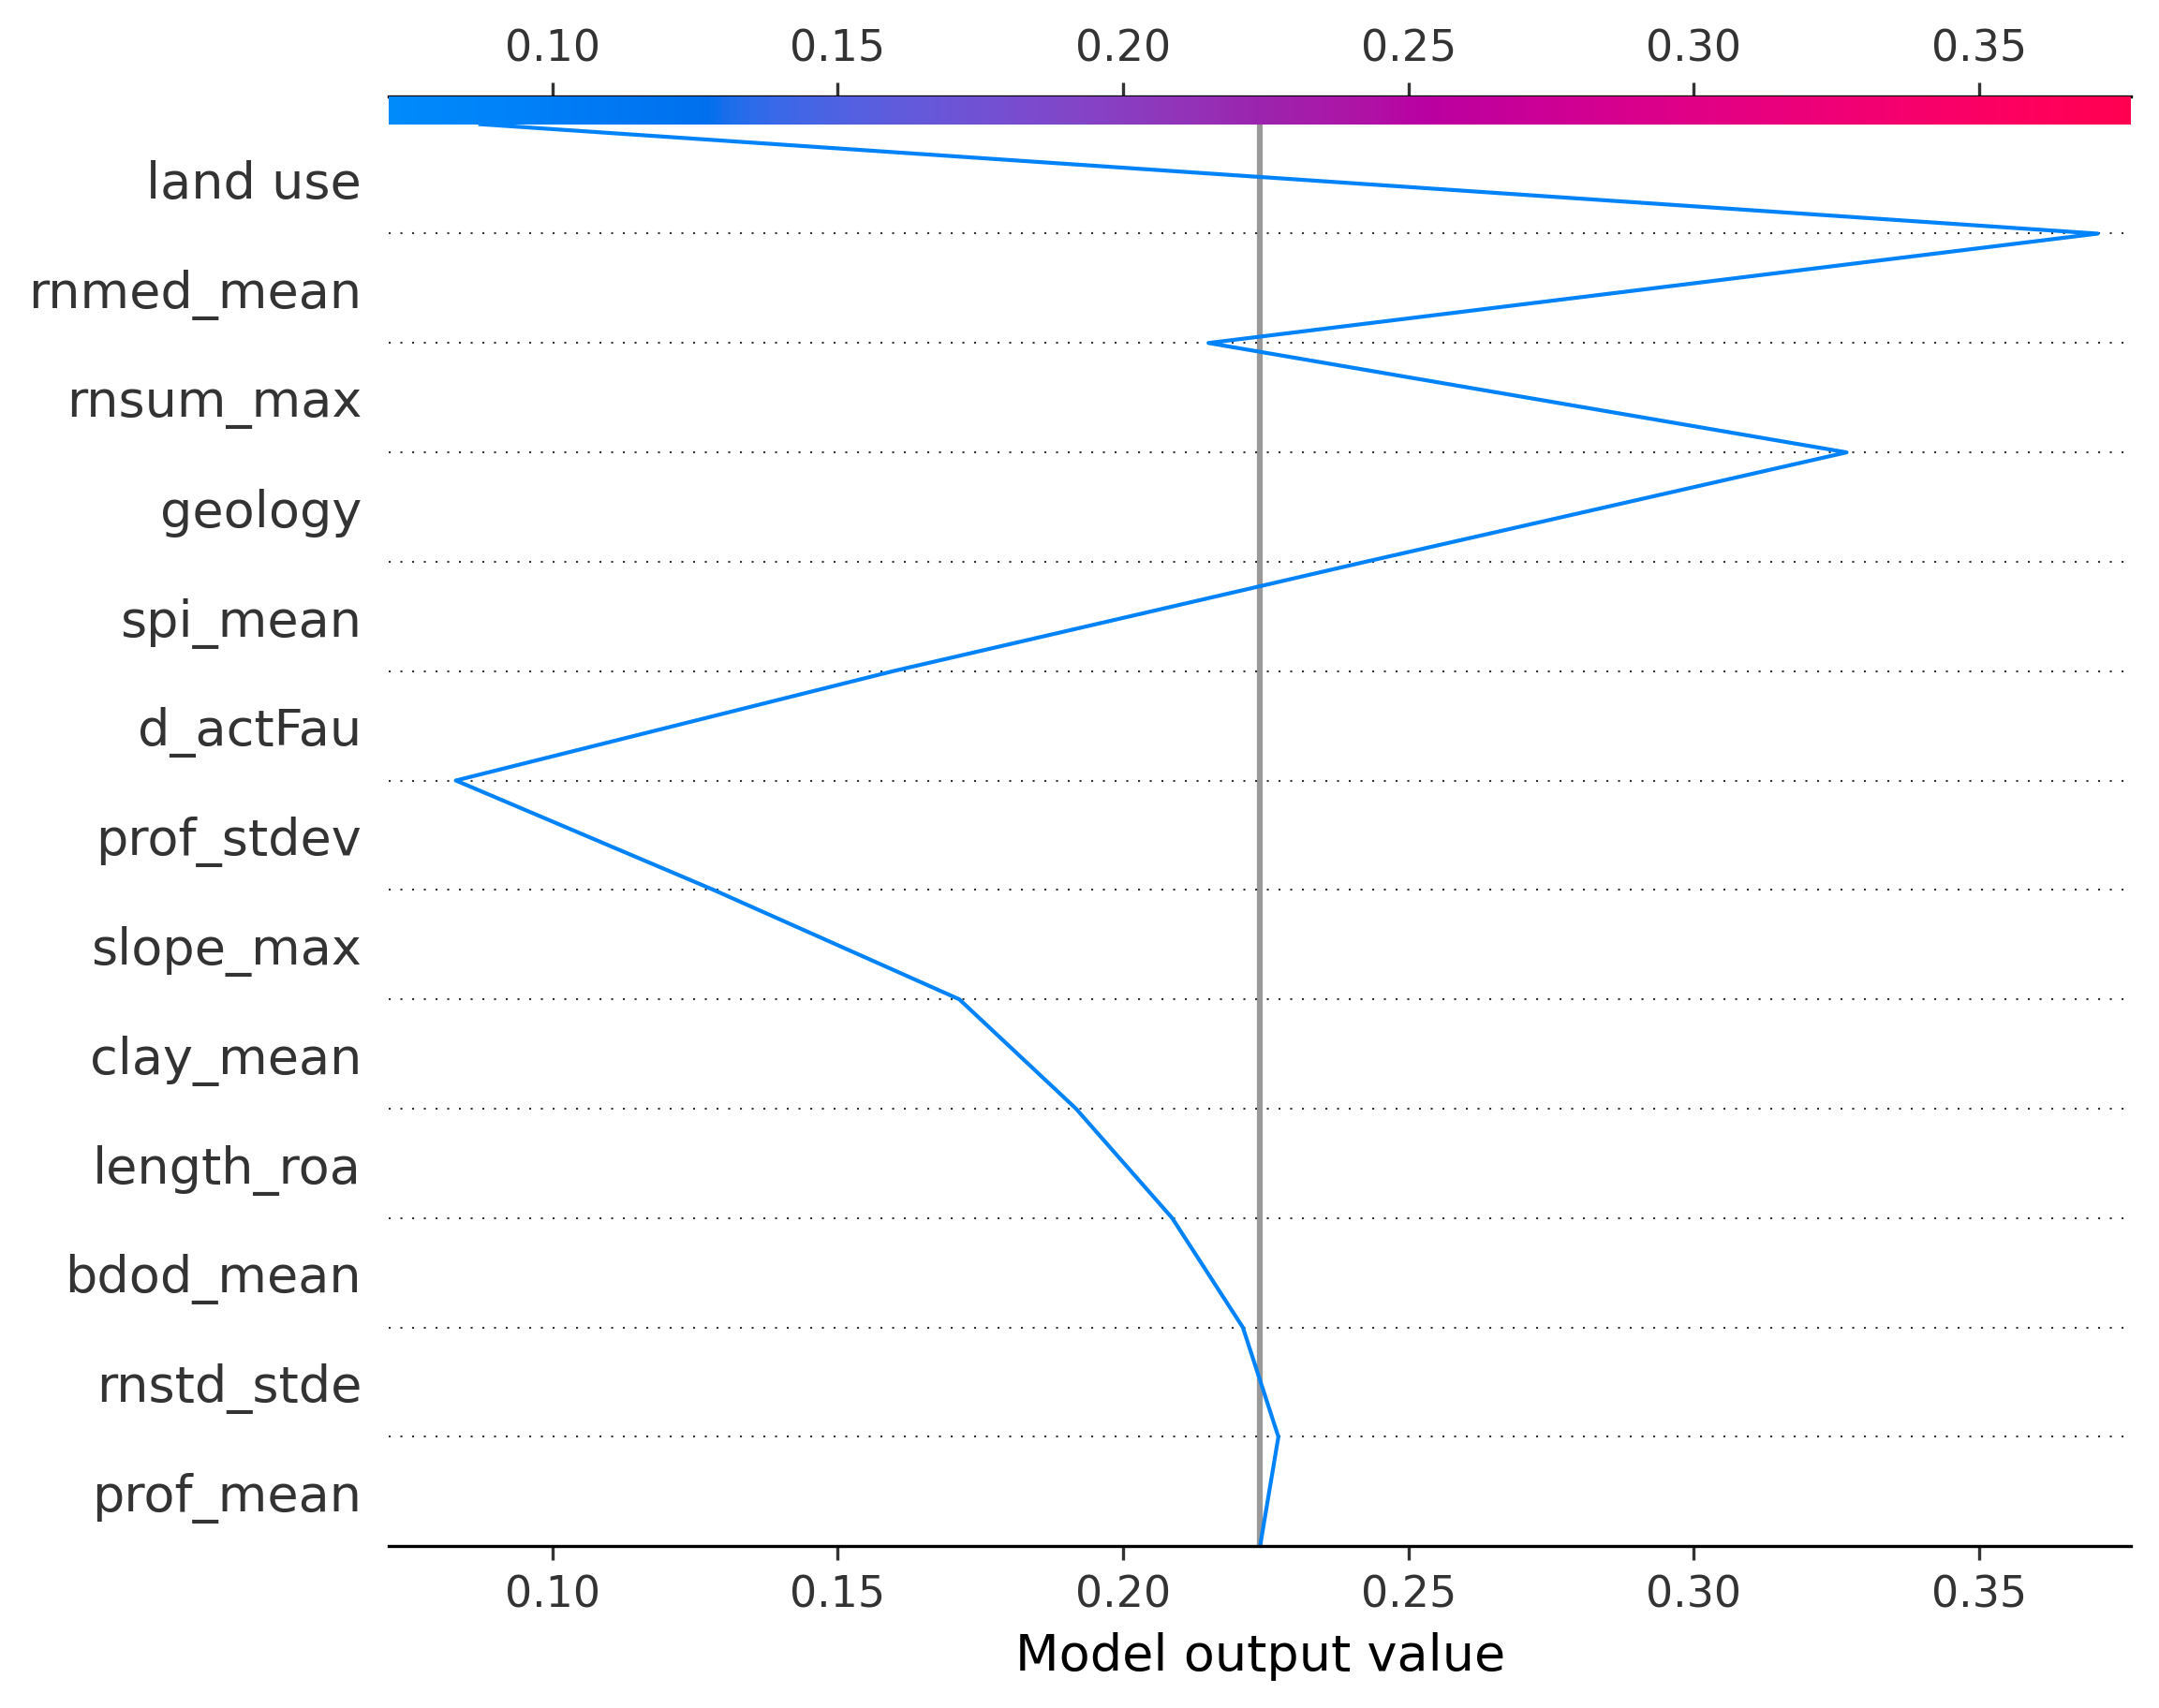 0.10 0.15 0.20 0.25 0.30 0.35
land use
rnmed_mean
rnsum_max
geology
spi_mean
d_actFau
prof_stdev
slope_max
clay_mean
length_roa
bdod_mean
rnstd_stde
prof_mean
0.10 0.15 0.20 0.25 0.30 0.35
Model output value